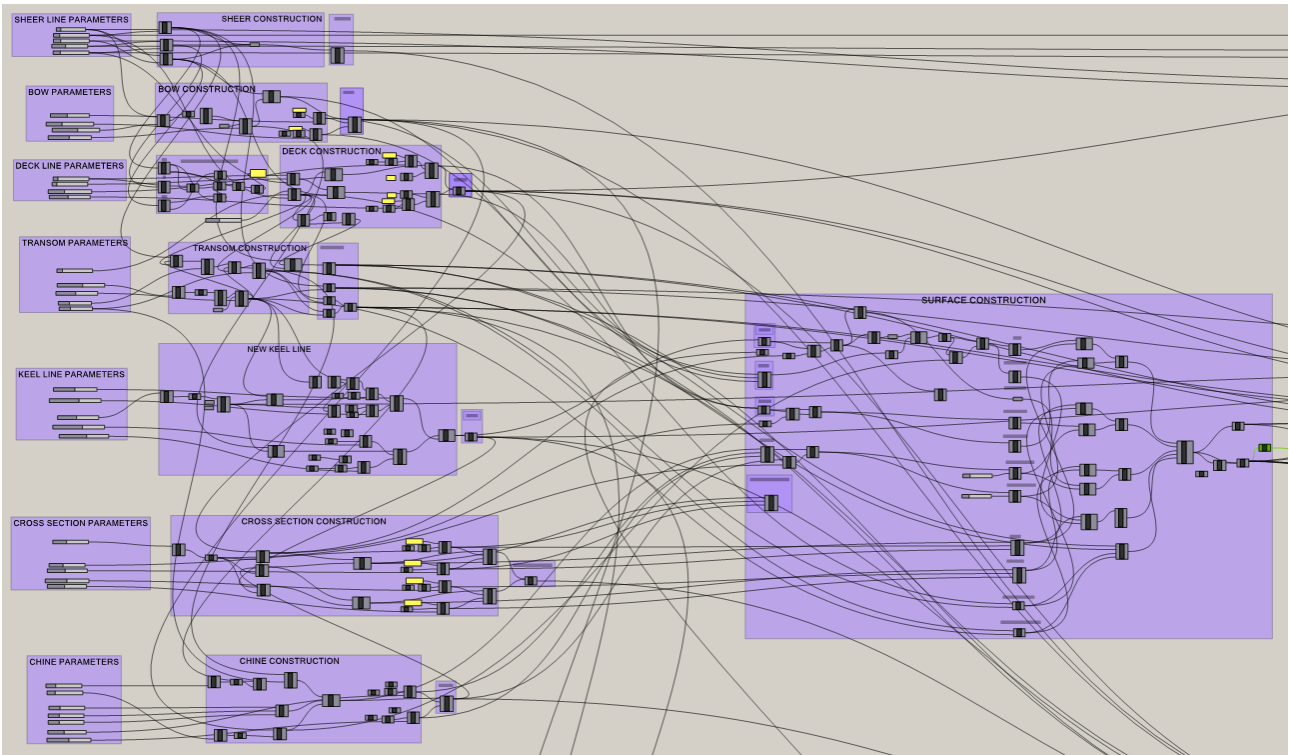 SHEER LINE PARAMETERS
SHEER CONSTRUCTION
BOW PARAMETERS
BOW CONSTRUCTION
DECK LINE PARAMETERS
DECK CONSTRUCTION
TRANSOM PARAMETERS
TRANSOM CONSTRUCTION
SURFACE CONSTRUCTION
NEW KEEL LINE
KEEL LINE PARAMETERS
CROSS SECTION PARAMETERS
CROSS SECTION CONSTRUCTION
CHINE PARAMETERS
CHINE CONSTRUCTION